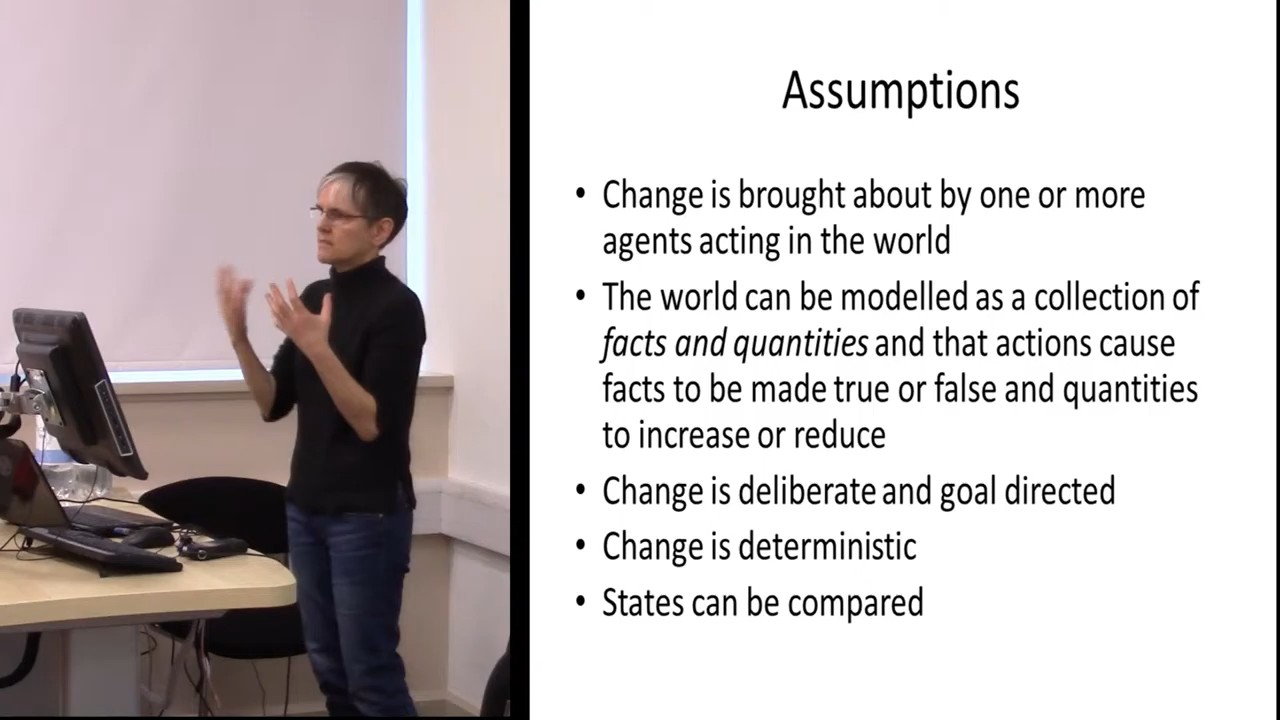 Assumptions
• Change is brought about by one or more
agents acting in the world
• The world can be modelled as a collection of
facts and quantities and that actions cause
facts to be made true or false and quantities
to increase or reduce
• Change is deliberate and goal directed
• Change is deterministic
• States can be compared